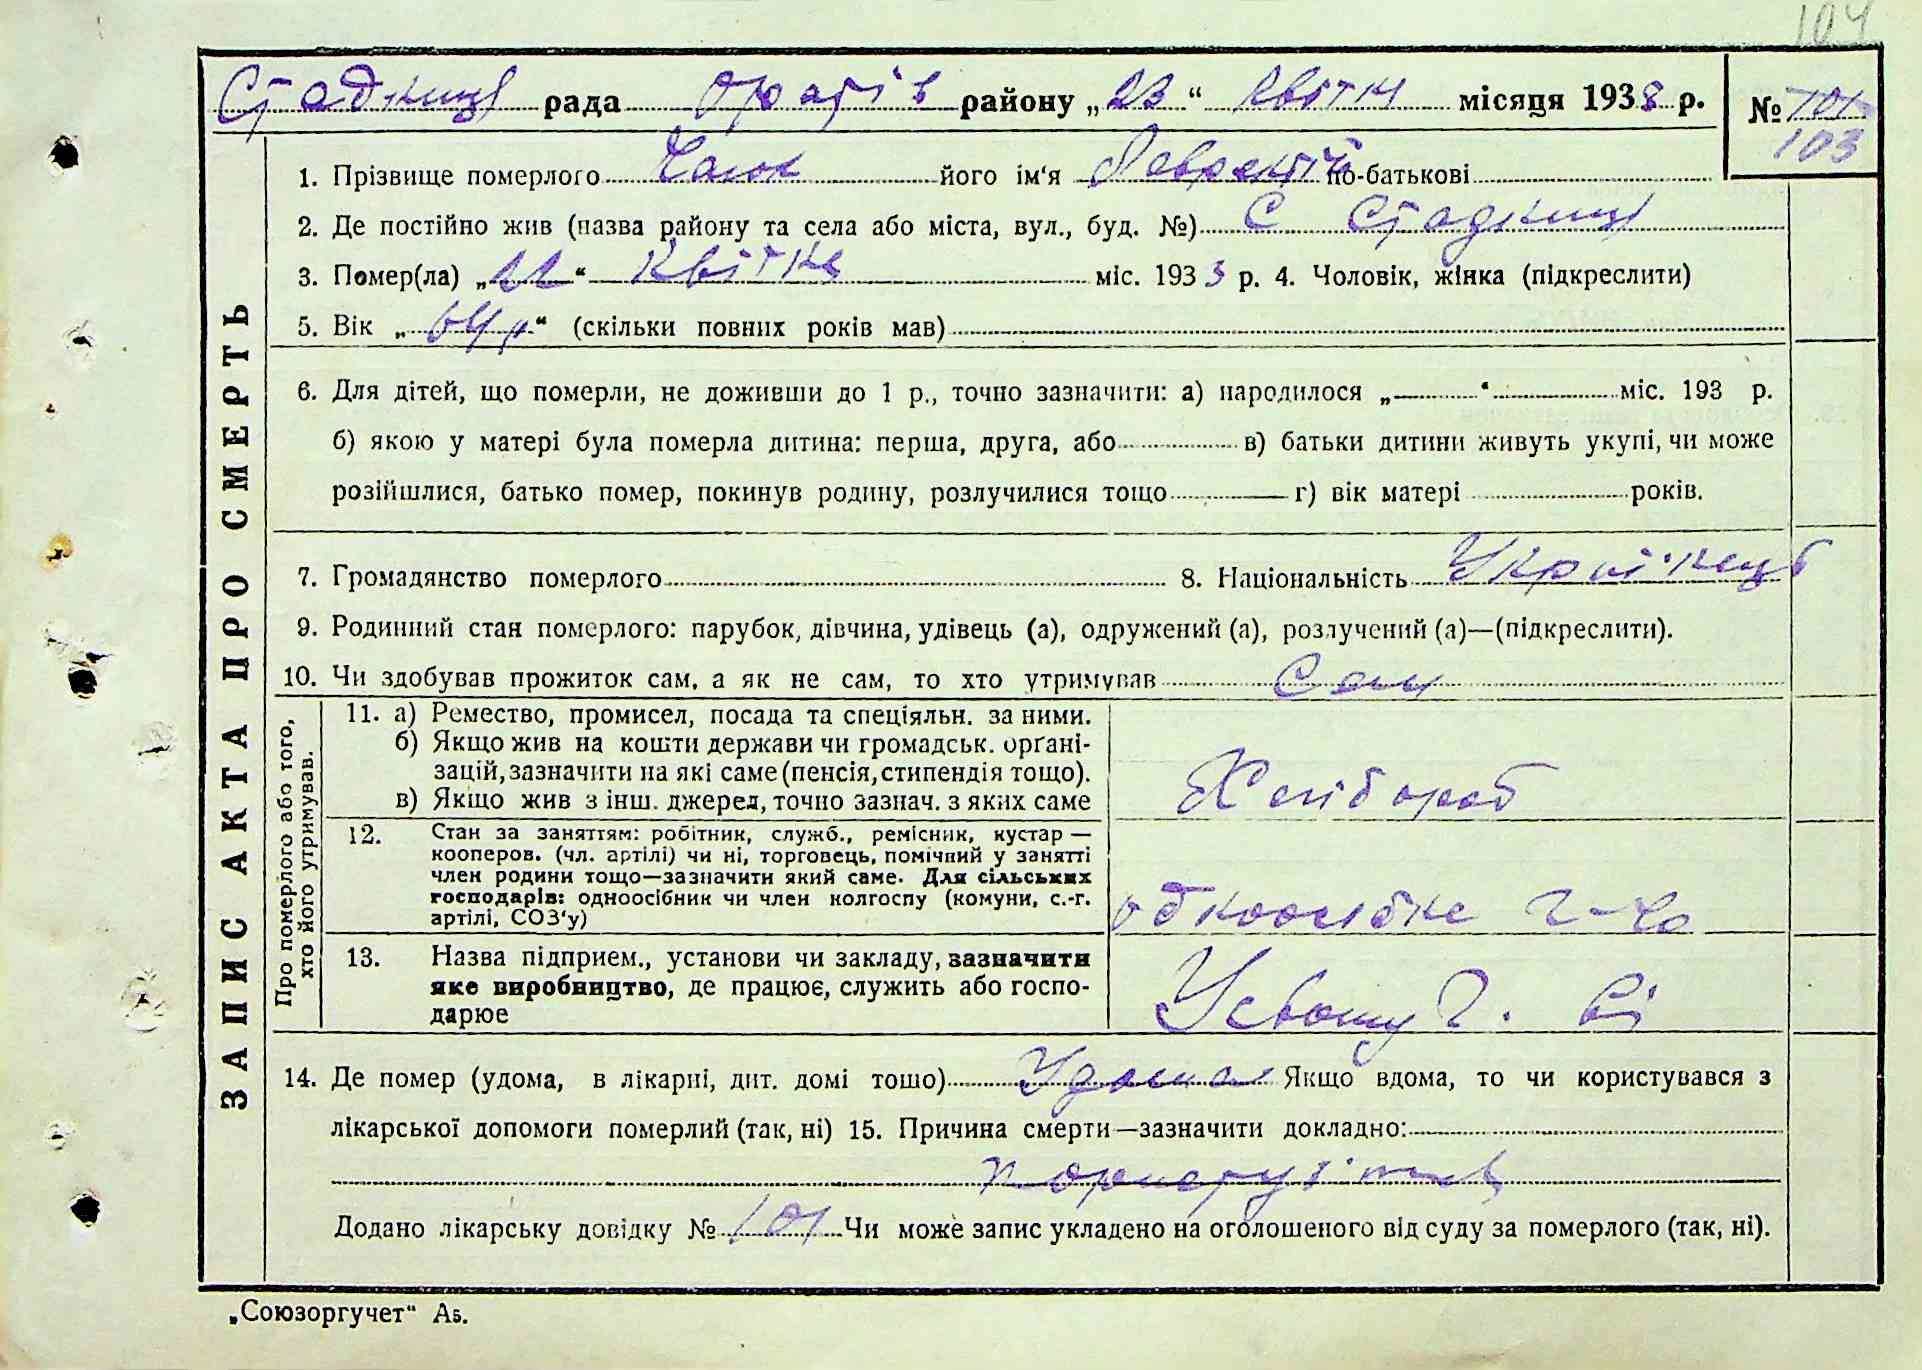 104
Стадниця рада Оратів району „23“ квітн місяця 1933 р. № 101
103
ЗАПИС АКТА ПРО СМЕРТЬ
1. Прізвище померлого його ім'я Лаврентій по-батькові
2. Де постійно жив (назва району та села або міста, вул., буд. №) С Стадниця
3. Помер(ла) „22“ квітня міс. 1933 р. 4. Чоловік, жінка (підкреслити)
5. Вік „64р“ (скільки повних років мав)
6. Для дітей, що померли, не доживши до 1 р., точно зазначити: а) народилося „—“ міс. 193 р.
б) якою у матері була померла дитина: перша, друга, або в) батьки дитини живуть укупі, чи може
розійшлися, батько помер, покинув родину, розлучилися тощо г) вік матері років.
7. Громадянство померлого 8. Національність Українець
9. Родинний стан померлого: парубок, дівчина, удівець (а), одружений (а), розлучений (а)—(підкреслити).
10. Чи здобував прожиток сам, а як не сам, то хто утримував Сам
Про померлого або того, хто його утримував.
11. а) Ремество, промисел, посада та спеціяльн. за ними.
б) Якщо жив на кошти держави чи громадськ. орґані-
зацій, зазначити на які саме (пенсія, стипендія тощо).
в) Якщо жив з інш. джерел, точно зазнач. з яких саме
Хлібороб
12. Стан за заняттям: робітник, служб., ремісник, кустар —
кооперов. (чл. артілі) чи ні, торговець, помічний у занятті
член родини тощо—зазначити який саме. Для сільських
господарів: одноосібник чи член колгоспу (комуни, с.-г.
артілі, СОЗ'у)
одноосібне г-во
13. Назва підприєм., установи чи закладу, зазначити
яке виробництво, де працює, служить або госпо-
дарює
У своєму г. ві
14. Де помер (удома, в лікарні, дит. домі тощо) Удома Якщо вдома, то чи користувався з
лікарської допомоги померлий (так, ні) 15. Причина смерти—зазначити докладно:
Додано лікарську довідку № 101 Чи може запис укладено на оголошеного від суду за померлого (так, ні).
„Союзоргучет“ А5.